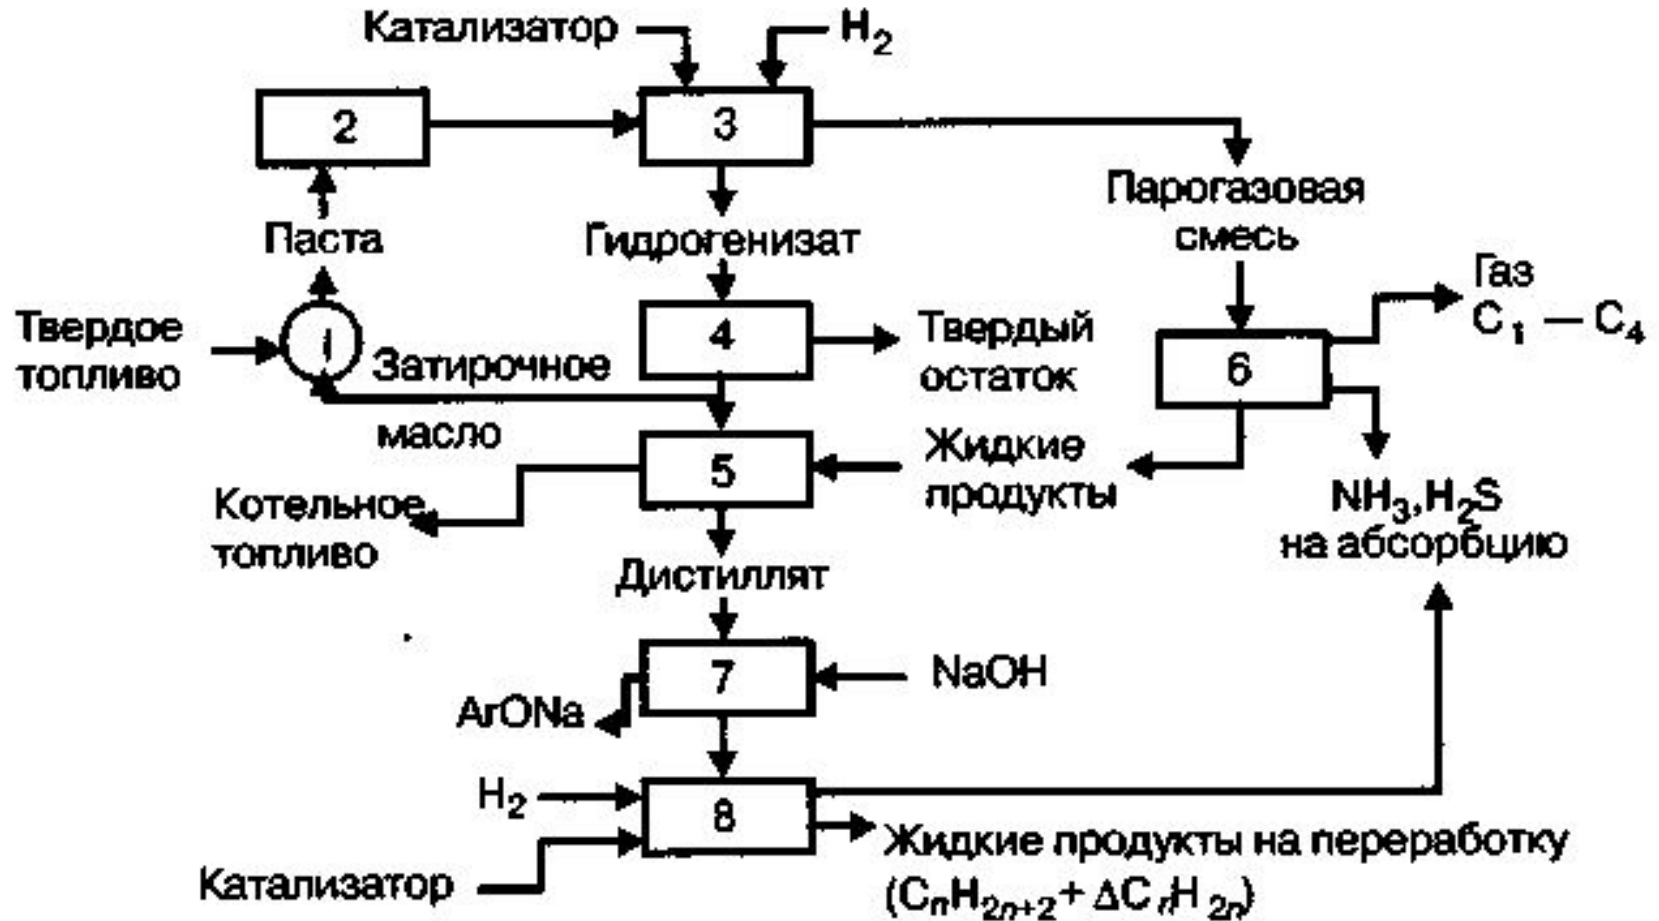 Катализатор
H2
2
3
Парогазовая
смесь
Паста
Гидрогенизат
Газ
C1 — C4
Твердое
топливо
1
4
Твердый
остаток
6
Затирочное
масло
5
Жидкие
продукты
Котельное
топливо
NH3,H2S
на абсорбцию
Дистиллят
7
NaOH
ArONa
H2
8
Жидкие продукты на переработку
(CnH2n+2+ ΔCnH2n)
Катализатор